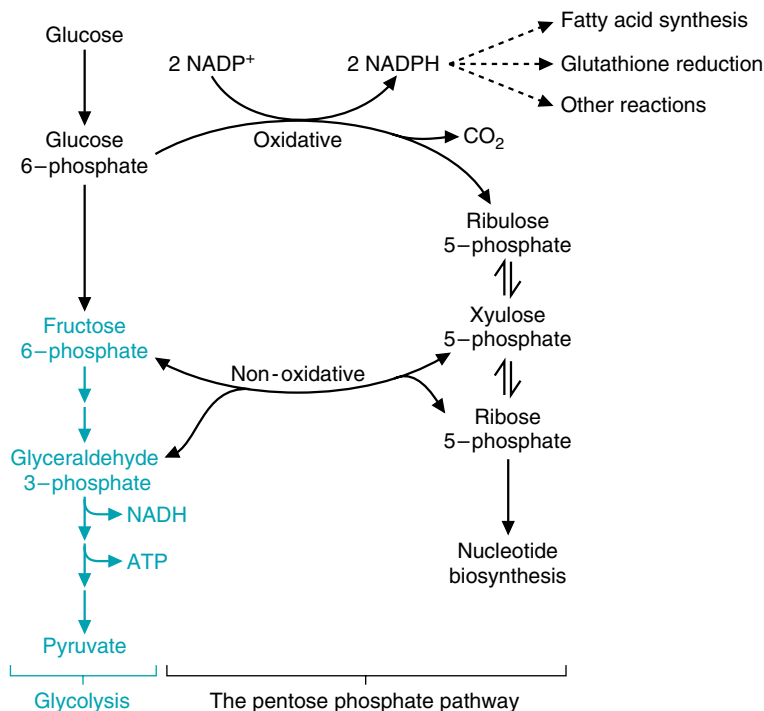 Glucose
2 NADP+
2 NADPH
Fatty acid synthesis
Glutathione reduction
Other reactions
Glucose
6–phosphate
Oxidative
CO2
Ribulose
5–phosphate
Xyulose
5–phosphate
Fructose
6–phosphate
Non-oxidative
Ribose
5–phosphate
Glyceraldehyde
3–phosphate
NADH
ATP
Nucleotide
biosynthesis
Pyruvate
Glycolysis
The pentose phosphate pathway